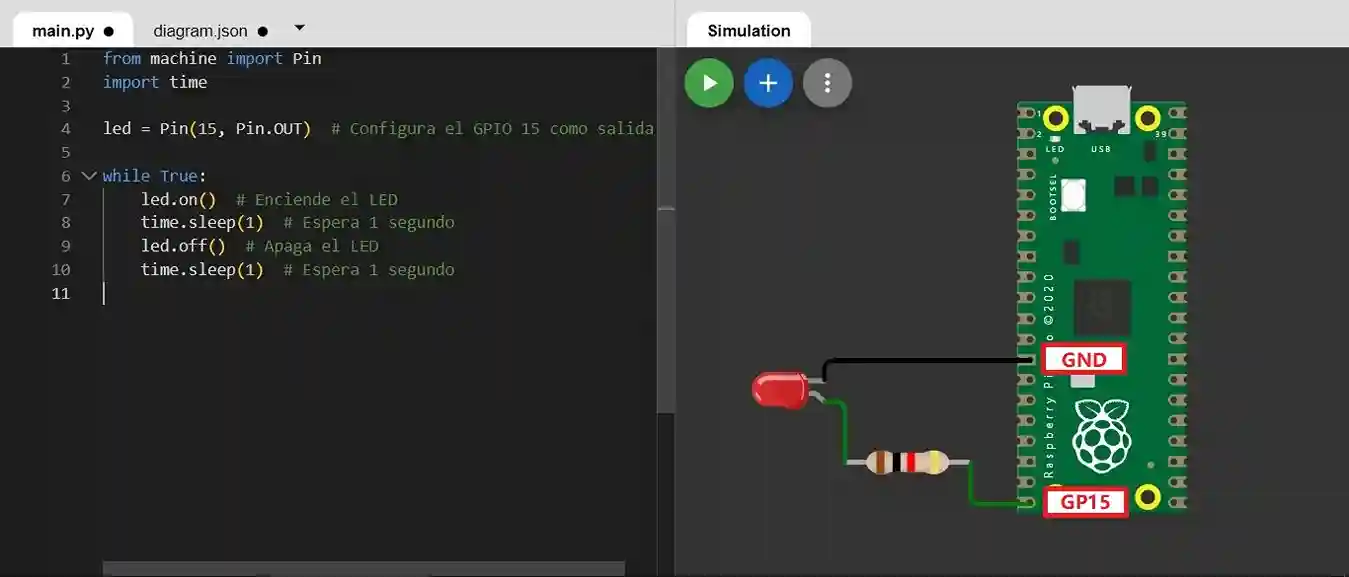 main.py ● diagram.json ●
Simulation
1 from machine import Pin
2 import time
3
4 led = Pin(15, Pin.OUT)  # Configura el GPIO 15 como salida
5
6 while True:
7     led.on()  # Enciende el LED
8     time.sleep(1)  # Espera 1 segundo
9     led.off()  # Apaga el LED
10     time.sleep(1)  # Espera 1 segundo
11
1
2
39
LED
USB
BOOTSEL
Raspberry Pi o ©2020
GND
GP15